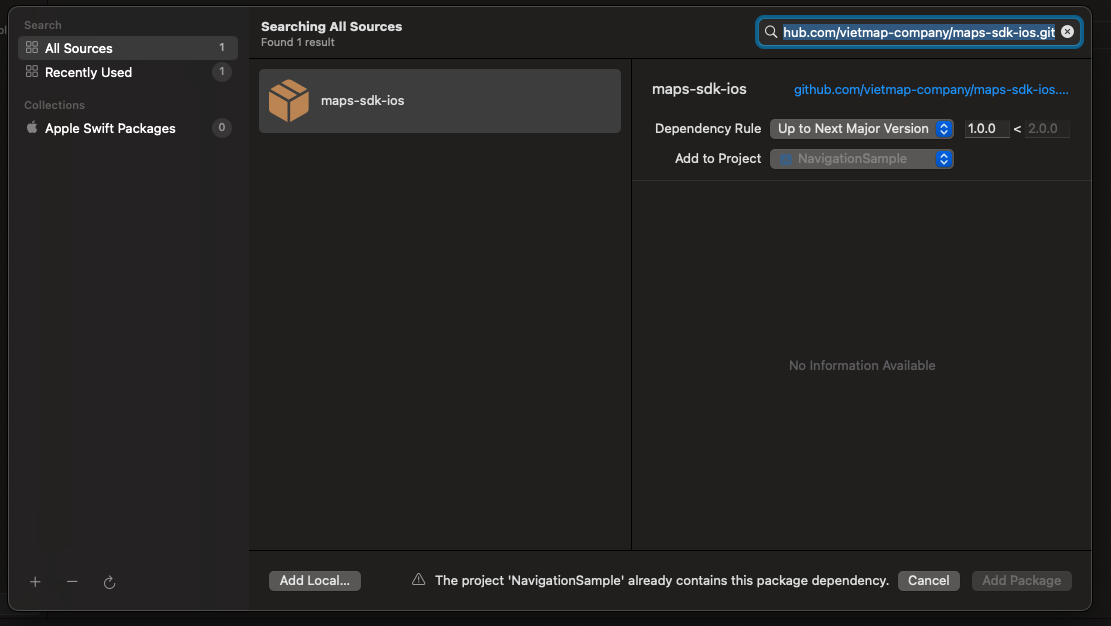 Search
All Sources 1
Recently Used 1
Collections
Apple Swift Packages 0
Searching All Sources
Found 1 result
hub.com/vietmap-company/maps-sdk-ios.git
maps-sdk-ios
maps-sdk-ios github.com/vietmap-company/maps-sdk-ios....
Dependency Rule Up to Next Major Version 1.0.0 < 2.0.0
Add to Project NavigationSample
No Information Available
Add Local... The project 'NavigationSample' already contains this package dependency. Cancel Add Package